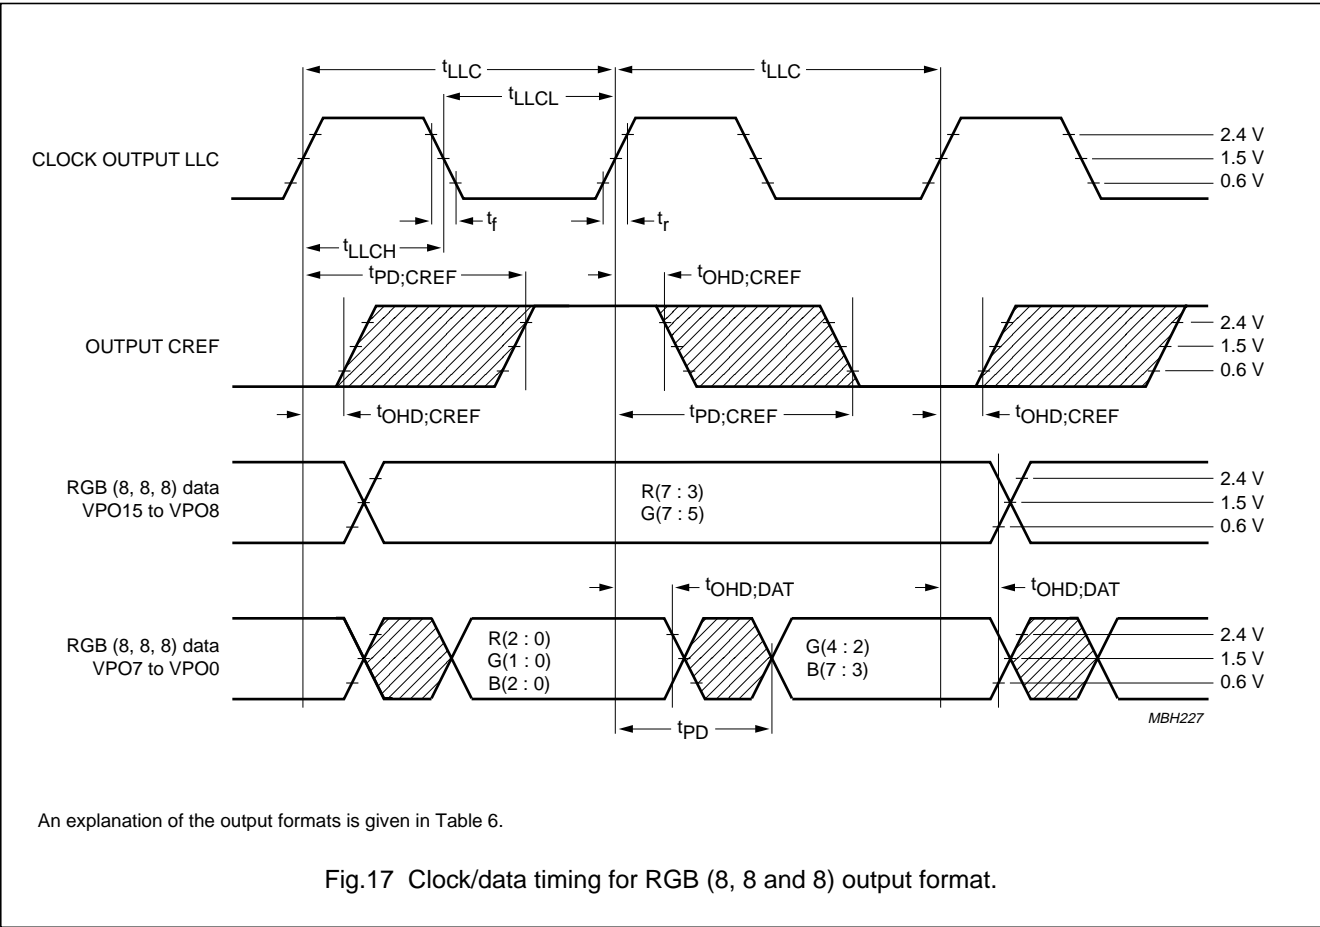 tLLC
tLLC
tLLCL
CLOCK OUTPUT LLC
2.4 V
1.5 V
0.6 V
tf
tr
tLLCH
tPD;CREF
tOHD;CREF
OUTPUT CREF
2.4 V
1.5 V
0.6 V
tOHD;CREF
tPD;CREF
tOHD;CREF
RGB (8, 8, 8) data
VPO15 to VPO8
R(7 : 3)
G(7 : 5)
2.4 V
1.5 V
0.6 V
tOHD;DAT
tOHD;DAT
RGB (8, 8, 8) data
VPO7 to VPO0
R(2 : 0)
G(1 : 0)
B(2 : 0)
G(4 : 2)
B(7 : 3)
2.4 V
1.5 V
0.6 V
tPD
MBH227
An explanation of the output formats is given in Table 6.
Fig.17 Clock/data timing for RGB (8, 8 and 8) output format.